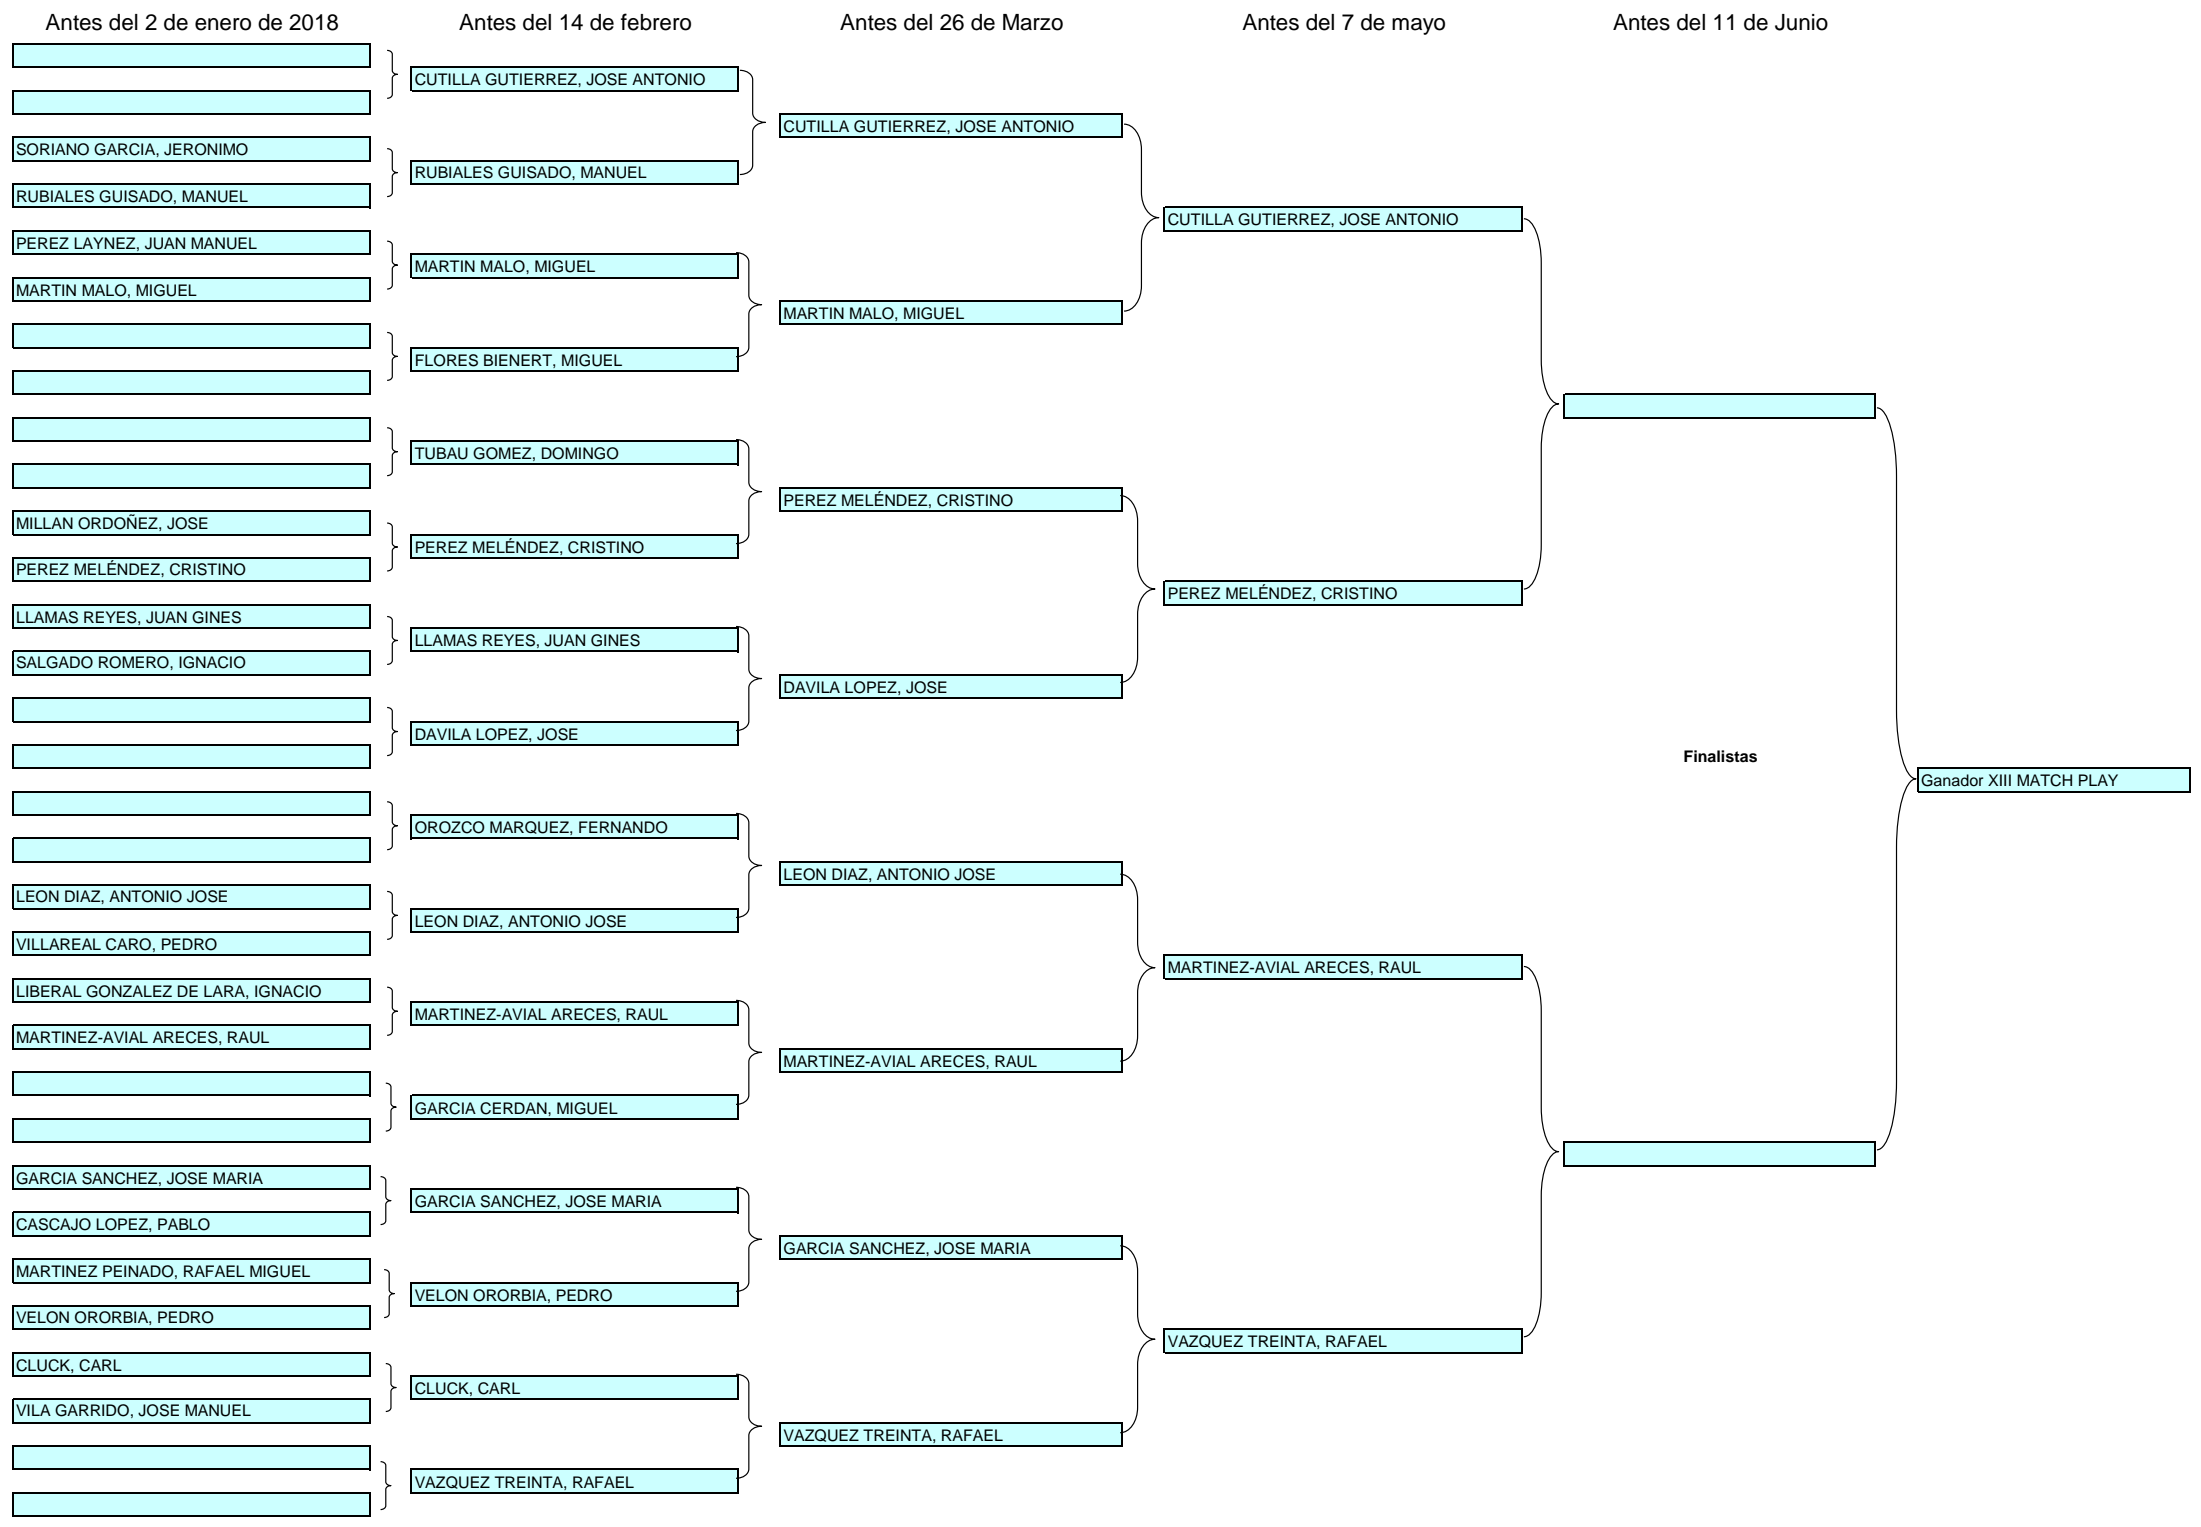 Antes del 2 de enero de 2018
Antes del 14 de febrero
Antes del 26 de Marzo
Antes del 7 de mayo
Antes del 11 de Junio
SORIANO GARCIA, JERONIMO
RUBIALES GUISADO, MANUEL
PEREZ LAYNEZ, JUAN MANUEL
MARTIN MALO, MIGUEL
MILLAN ORDOÑEZ, JOSE
PEREZ MELÉNDEZ, CRISTINO
LLAMAS REYES, JUAN GINES
SALGADO ROMERO, IGNACIO
LEON DIAZ, ANTONIO JOSE
VILLAREAL CARO, PEDRO
LIBERAL GONZALEZ DE LARA, IGNACIO
MARTINEZ-AVIAL ARECES, RAUL
GARCIA SANCHEZ, JOSE MARIA
CASCAJO LOPEZ, PABLO
MARTINEZ PEINADO, RAFAEL MIGUEL
VELON ORORBIA, PEDRO
CLUCK, CARL
VILA GARRIDO, JOSE MANUEL
CUTILLA GUTIERREZ, JOSE ANTONIO
RUBIALES GUISADO, MANUEL
MARTIN MALO, MIGUEL
FLORES BIENERT, MIGUEL
TUBAU GOMEZ, DOMINGO
PEREZ MELÉNDEZ, CRISTINO
LLAMAS REYES, JUAN GINES
DAVILA LOPEZ, JOSE
OROZCO MARQUEZ, FERNANDO
LEON DIAZ, ANTONIO JOSE
MARTINEZ-AVIAL ARECES, RAUL
GARCIA CERDAN, MIGUEL
GARCIA SANCHEZ, JOSE MARIA
VELON ORORBIA, PEDRO
CLUCK, CARL
VAZQUEZ TREINTA, RAFAEL
CUTILLA GUTIERREZ, JOSE ANTONIO
MARTIN MALO, MIGUEL
PEREZ MELÉNDEZ, CRISTINO
DAVILA LOPEZ, JOSE
LEON DIAZ, ANTONIO JOSE
MARTINEZ-AVIAL ARECES, RAUL
GARCIA SANCHEZ, JOSE MARIA
VAZQUEZ TREINTA, RAFAEL
CUTILLA GUTIERREZ, JOSE ANTONIO
PEREZ MELÉNDEZ, CRISTINO
MARTINEZ-AVIAL ARECES, RAUL
VAZQUEZ TREINTA, RAFAEL
Finalistas
Ganador XIII MATCH PLAY